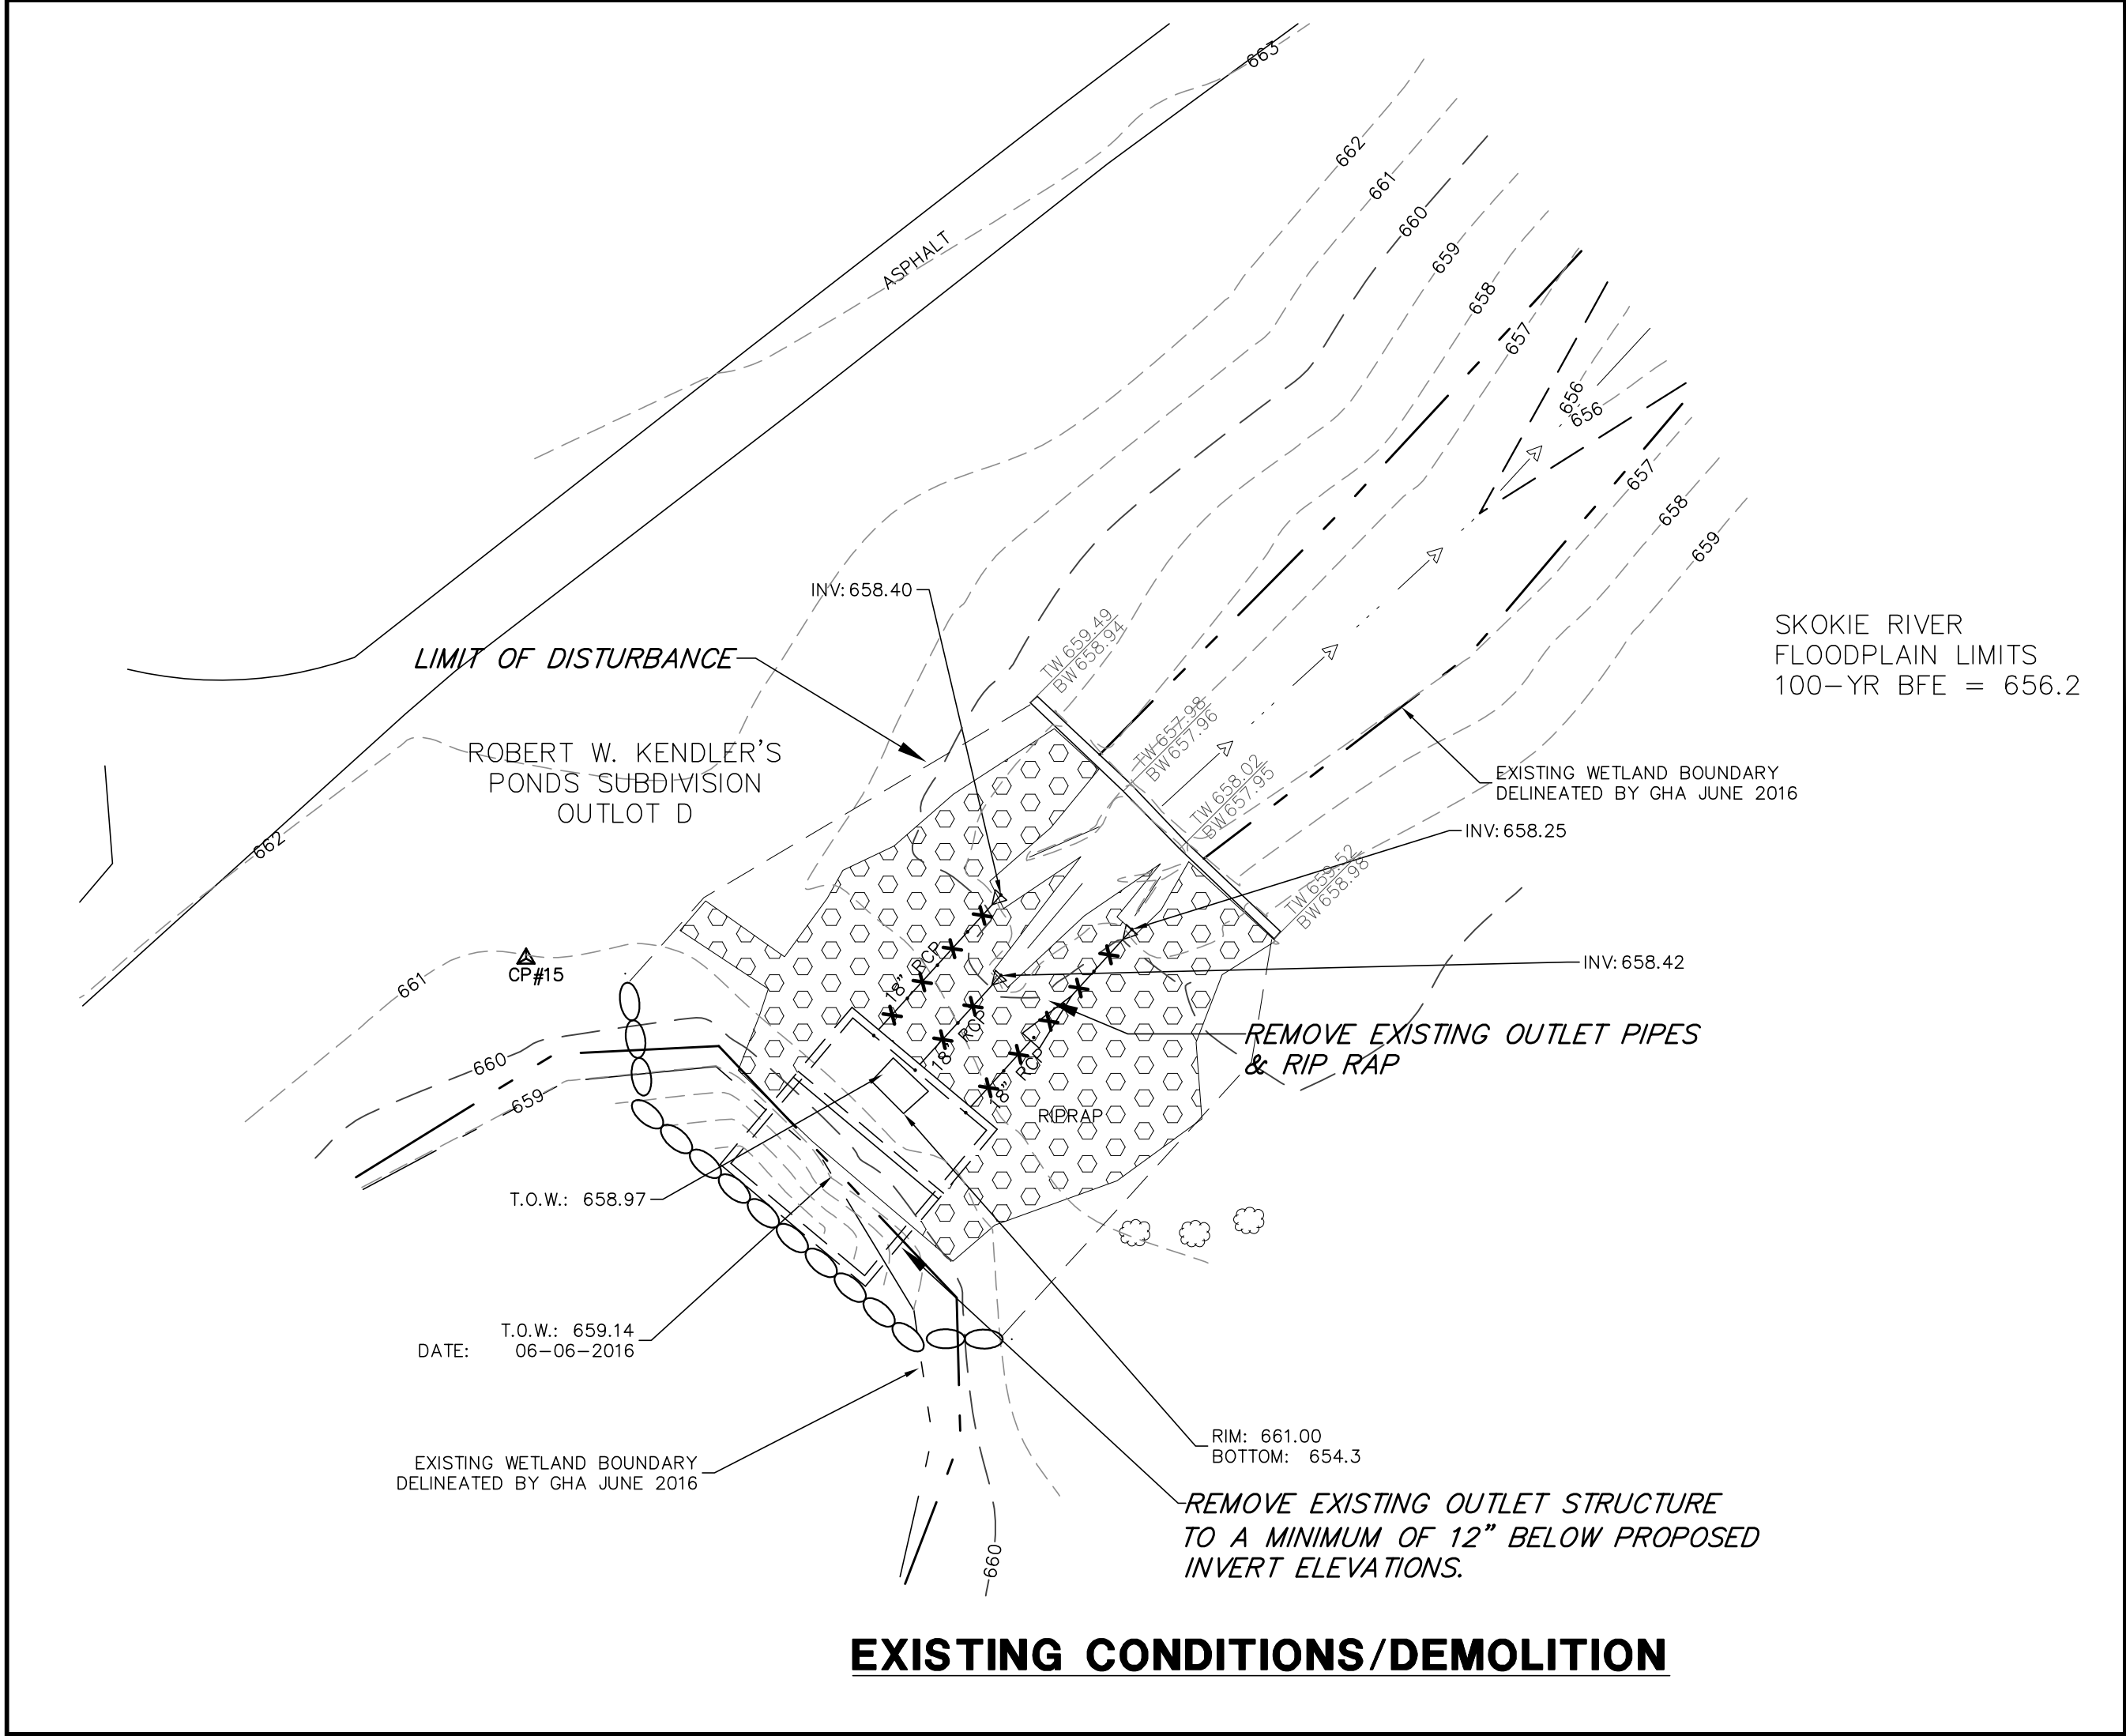 663
662
661
660
659
658
657
656
656
657
658
659
ASPHALT
INV: 658.40
LIMIT OF DISTURBANCE
TW 659.49
BW 658.94
SKOKIE RIVER
FLOODPLAIN LIMITS
100-YR BFE = 656.2
TW 657.98
BW 657.96
ROBERT W. KENDLER'S
PONDS SUBDIVISION
OUTLOT D
TW 658.02
BW 657.95
EXISTING WETLAND BOUNDARY
DELINEATED BY GHA JUNE 2016
INV: 658.25
662
TW 659.52
BW 658.98
CP#15
661
18" RCP
INV: 658.42
18" RCP
REMOVE EXISTING OUTLET PIPES
& RIP RAP
660
659
18" RCP
RIPRAP
T.O.W.: 658.97
T.O.W.: 659.14
DATE: 06-06-2016
RIM: 661.00
BOTTOM: 654.3
EXISTING WETLAND BOUNDARY
DELINEATED BY GHA JUNE 2016
REMOVE EXISTING OUTLET STRUCTURE
TO A MINIMUM OF 12" BELOW PROPOSED
INVERT ELEVATIONS.
660
EXISTING CONDITIONS/DEMOLITION